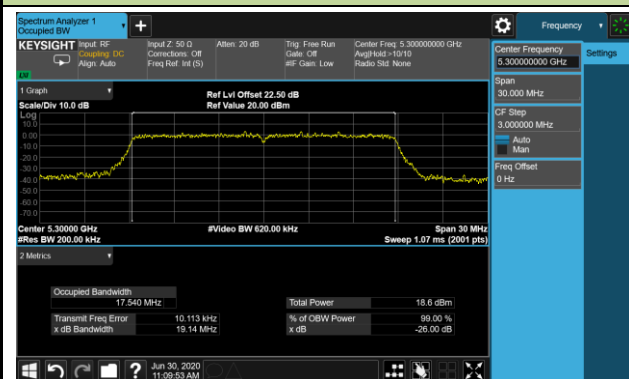 Spectrum Analyzer 1
Occupied BW
Frequency
KEYSIGHT
Input: RF
Coupling: DC
Align: Auto
Input Z: 50 Ω
Corrections: Off
Freq Ref: Int (S)
Atten: 20 dB
Trig: Free Run
Gate: Off
#IF Gain: Low
Center Freq: 5.300000000 GHz
Avg|Hold:>10/10
Radio Std: None
1 Graph
Scale/Div 10.0 dB
Ref Lvl Offset 22.50 dB
Ref Value 20.00 dBm
Log
10.0
0.00
-10.0
-20.0
-30.0
-40.0
-50.0
-60.0
-70.0
Center 5.30000 GHz
#Res BW 200.00 kHz
#Video BW 620.00 kHz
Span 30 MHz
Sweep 1.07 ms (2001 pts)
2 Metrics
Occupied Bandwidth
17.540 MHz
Transmit Freq Error
10.113 kHz
x dB Bandwidth
19.14 MHz
Total Power
18.6 dBm
% of OBW Power
99.00 %
x dB
-26.00 dB
Center Frequency
5.300000000 GHz
Settings
Span
30.000 MHz
CF Step
3.000000 MHz
Auto
Man
Freq Offset
0 Hz
Jun 30, 2020
11:09:53 AM